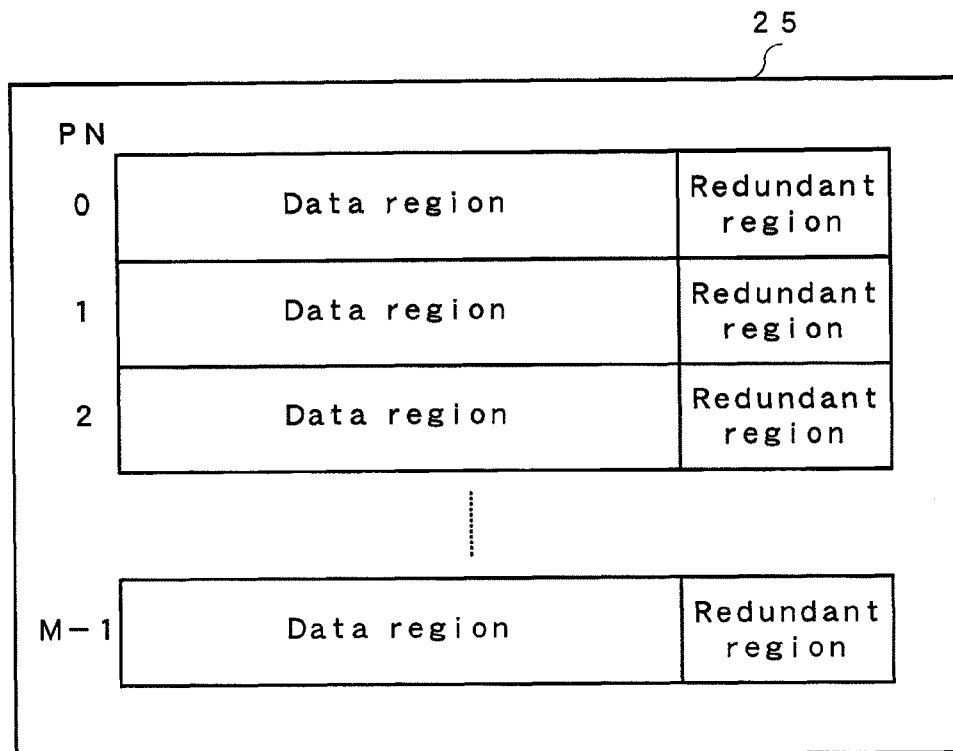 25
PN
0 Data region Redundant region
1 Data region Redundant region
2 Data region Redundant region
M-1 Data region Redundant region